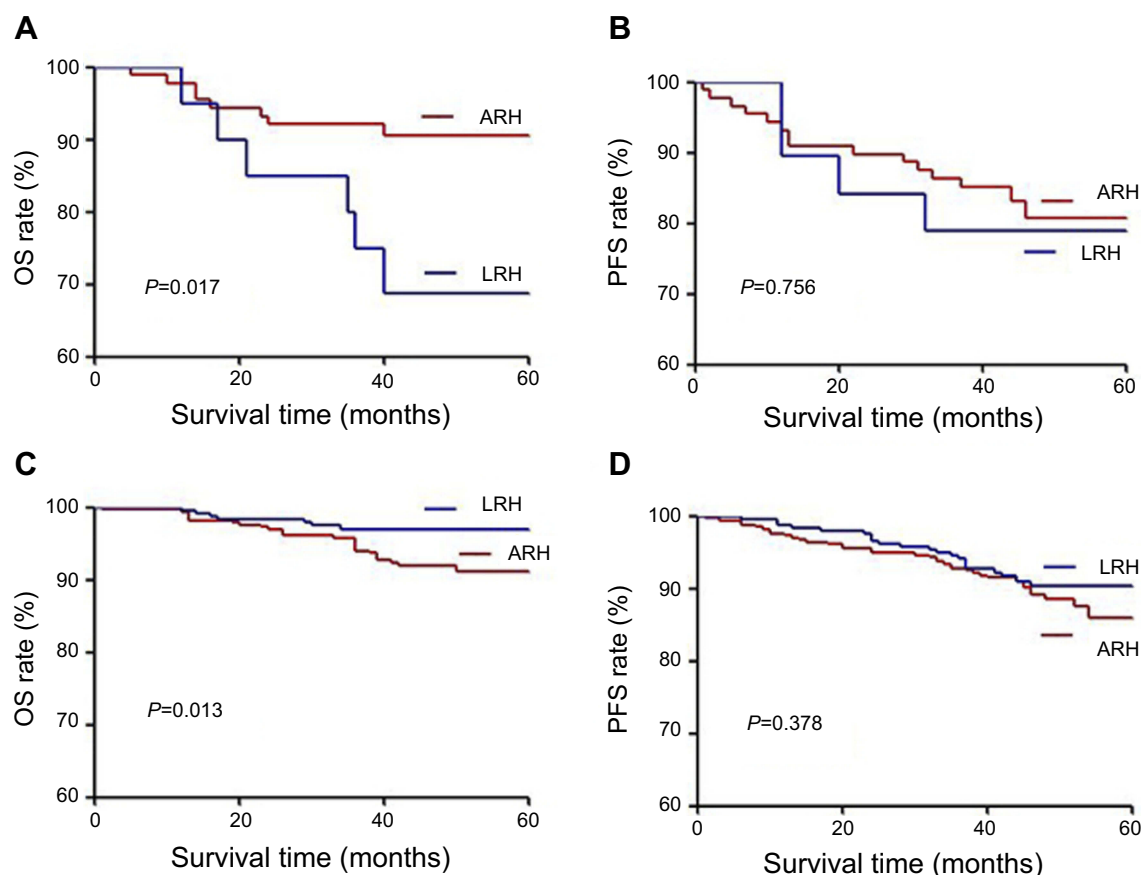 A
100
90
80
70
60
OS rate (%)
ARH
LRH
P=0.017
0 20 40 60
Survival time (months)
B
100
90
80
70
60
PFS rate (%)
ARH
LRH
P=0.756
0 20 40 60
Survival time (months)
C
100
90
80
70
60
OS rate (%)
LRH
ARH
P=0.013
0 20 40 60
Survival time (months)
D
100
90
80
70
60
PFS rate (%)
LRH
ARH
P=0.378
0 20 40 60
Survival time (months)